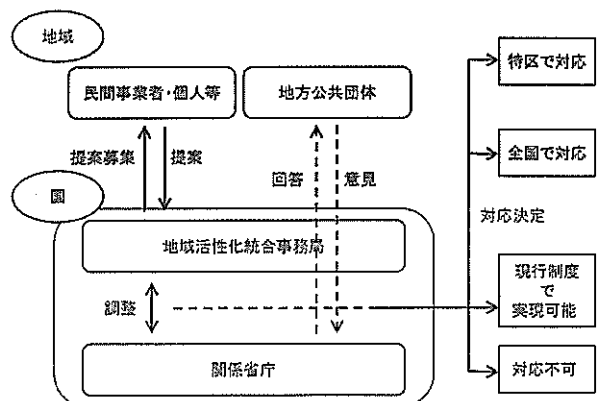 地域
民間事業者・個人等
地方公共団体
提案募集
提案
回答
意見
国
地域活性化統合事務局
調整
関係省庁
特区で対応
全国で対応
対応決定
現行制度
で
実現可能
対応不可